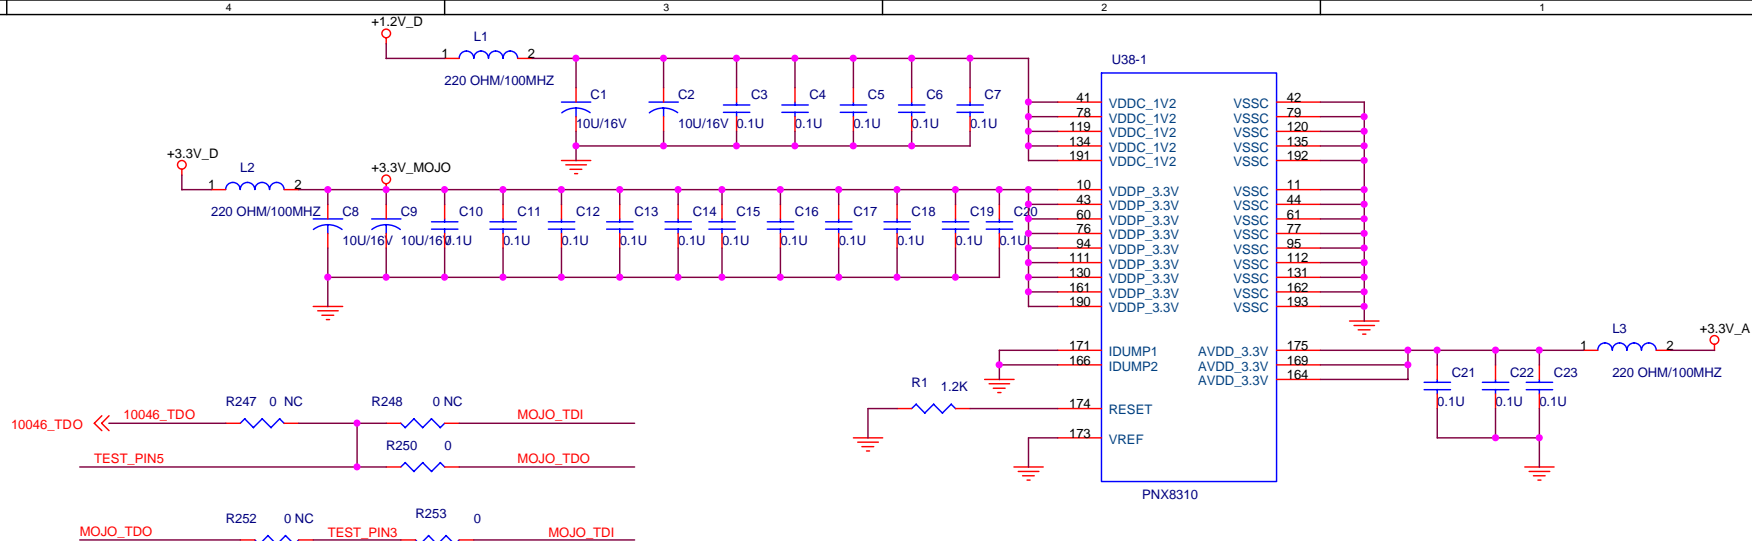 4 3 2 1
+1.2V_D
L1
1 2
220 OHM/100MHZ
C1 C2 C3 C4 C5 C6 C7
10U/16V 10U/16V 0.1U 0.1U 0.1U 0.1U 0.1U
+3.3V_D
L2
1 2
220 OHM/100MHZ
+3.3V_MOJO
C8 C9 C10 C11 C12 C13 C14 C15 C16 C17 C18 C19 C20
10U/16V 10U/16V 0.1U 0.1U 0.1U 0.1U 0.1U 0.1U 0.1U 0.1U 0.1U 0.1U 0.1U
U38-1
41 VDDC_1V2 VSSC 42
78 VDDC_1V2 VSSC 79
119 VDDC_1V2 VSSC 120
134 VDDC_1V2 VSSC 135
191 VDDC_1V2 VSSC 192
10 VDDP_3.3V VSSC 11
43 VDDP_3.3V VSSC 44
60 VDDP_3.3V VSSC 61
76 VDDP_3.3V VSSC 77
94 VDDP_3.3V VSSC 95
111 VDDP_3.3V VSSC 112
130 VDDP_3.3V VSSC 131
161 VDDP_3.3V VSSC 162
190 VDDP_3.3V VSSC 193
171 IDUMP1 AVDD_3.3V 175
166 IDUMP2 AVDD_3.3V 169
AVDD_3.3V 164
R1 1.2K
174 RESET
173 VREF
PNX8310
L3
1 2
+3.3V_A
220 OHM/100MHZ
C21 C22 C23
0.1U 0.1U 0.1U
R247 0 NC R248 0 NC
10046_TDO 10046_TDO MOJO_TDI
R250 0
TEST_PIN5 MOJO_TDO
R252 0 NC R253 0
MOJO_TDO TEST_PIN3 MOJO_TDI